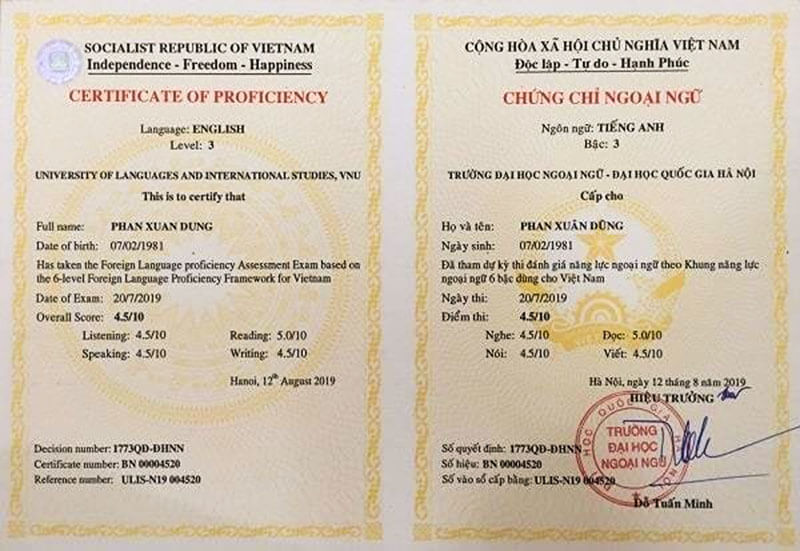 SOCIALIST REPUBLIC OF VIETNAM
Independence - Freedom - Happiness
CERTIFICATE OF PROFICIENCY
Language: ENGLISH
Level: 3
UNIVERSITY OF LANGUAGES AND INTERNATIONAL STUDIES, VNU
This is to certify that
Full name: PHAN XUAN DUNG
Date of birth: 07/02/1981
Has taken the Foreign Language proficiency Assessment Exam based on
the 6-level Foreign Language Proficiency Framework for Vietnam
Date of Exam: 20/7/2019
Overall Score: 4.5/10
Listening: 4.5/10 Reading: 5.0/10
Speaking: 4.5/10 Writing: 4.5/10
Hanoi, 12th August 2019
Decision number: 1773QĐ-ĐHNN
Certificate number: BN 00004520
Reference number: ULIS-N19 004520
CỘNG HÒA XÃ HỘI CHỦ NGHĨA VIỆT NAM
Độc lập - Tự do - Hạnh Phúc
CHỨNG CHỈ NGOẠI NGỮ
Ngôn ngữ: TIẾNG ANH
Bậc: 3
TRƯỜNG ĐẠI HỌC NGOẠI NGỮ - ĐẠI HỌC QUỐC GIA HÀ NỘI
Cấp cho
Họ và tên: PHAN XUÂN DŨNG
Ngày sinh: 07/02/1981
Đã tham dự kỳ thi đánh giá năng lực ngoại ngữ theo Khung năng lực
ngoại ngữ 6 bậc dùng cho Việt Nam
Ngày thi: 20/7/2019
Điểm thi: 4.5/10
Nghe: 4.5/10 Đọc: 5.0/10
Nói: 4.5/10 Viết: 4.5/10
Hà Nội, ngày 12 tháng 8 năm 2019
HIỆU TRƯỞNG
TRƯỜNG
ĐẠI HỌC
NGOẠI NGỮ
Số quyết định: 1773QĐ-ĐHNN
Số hiệu: BN 00004520
Số vào sổ cấp bằng: ULIS-N19 004520
Đỗ Tuấn Minh